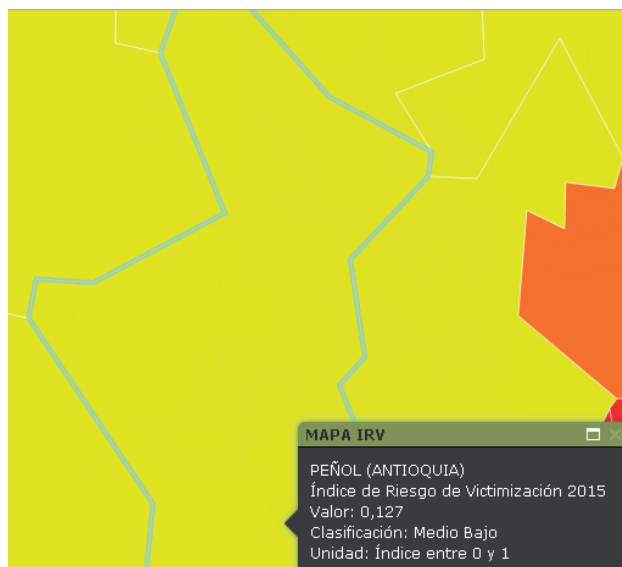 MAPA IRV
PEÑOL (ANTIOQUIA)
Índice de Riesgo de Victimización 2015
Valor: 0,127
Clasificación: Medio Bajo
Unidad: Índice entre 0 y 1